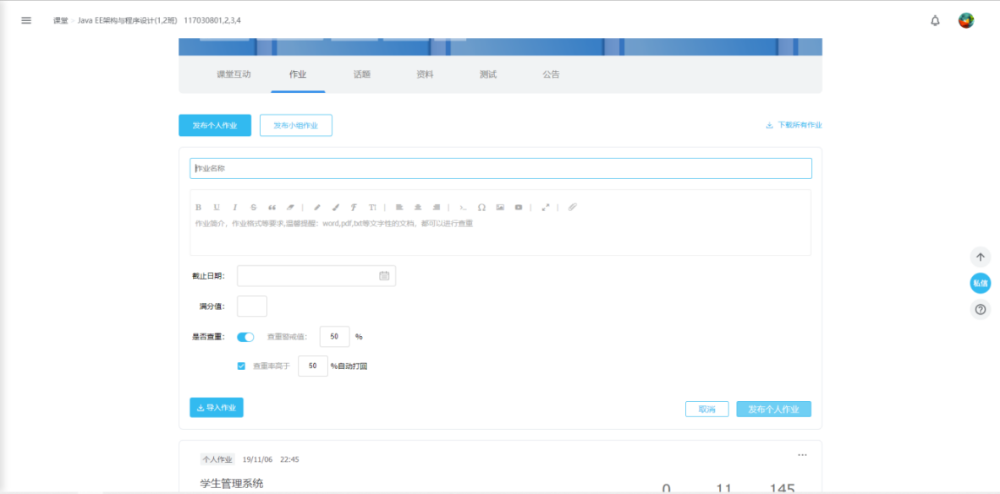 课堂 > Java EE架构与程序设计(1,2班) 117030801,2,3,4
课堂互动 作业 话题 资料 测试 公告
发布个人作业 发布小组作业 下载所有作业
作业名称
B U I S
作业简介，作业格式等要求,温馨提醒：word,pdf,txt等文字性的文档，都可以进行查重
截止日期:
私信
满分值:
是否查重: 查重警戒值: 50 %
查重率高于 50 %自动打回
导入作业 取消 发布个人作业
个人作业 19/11/06 22:45
学生管理系统 0 11 145